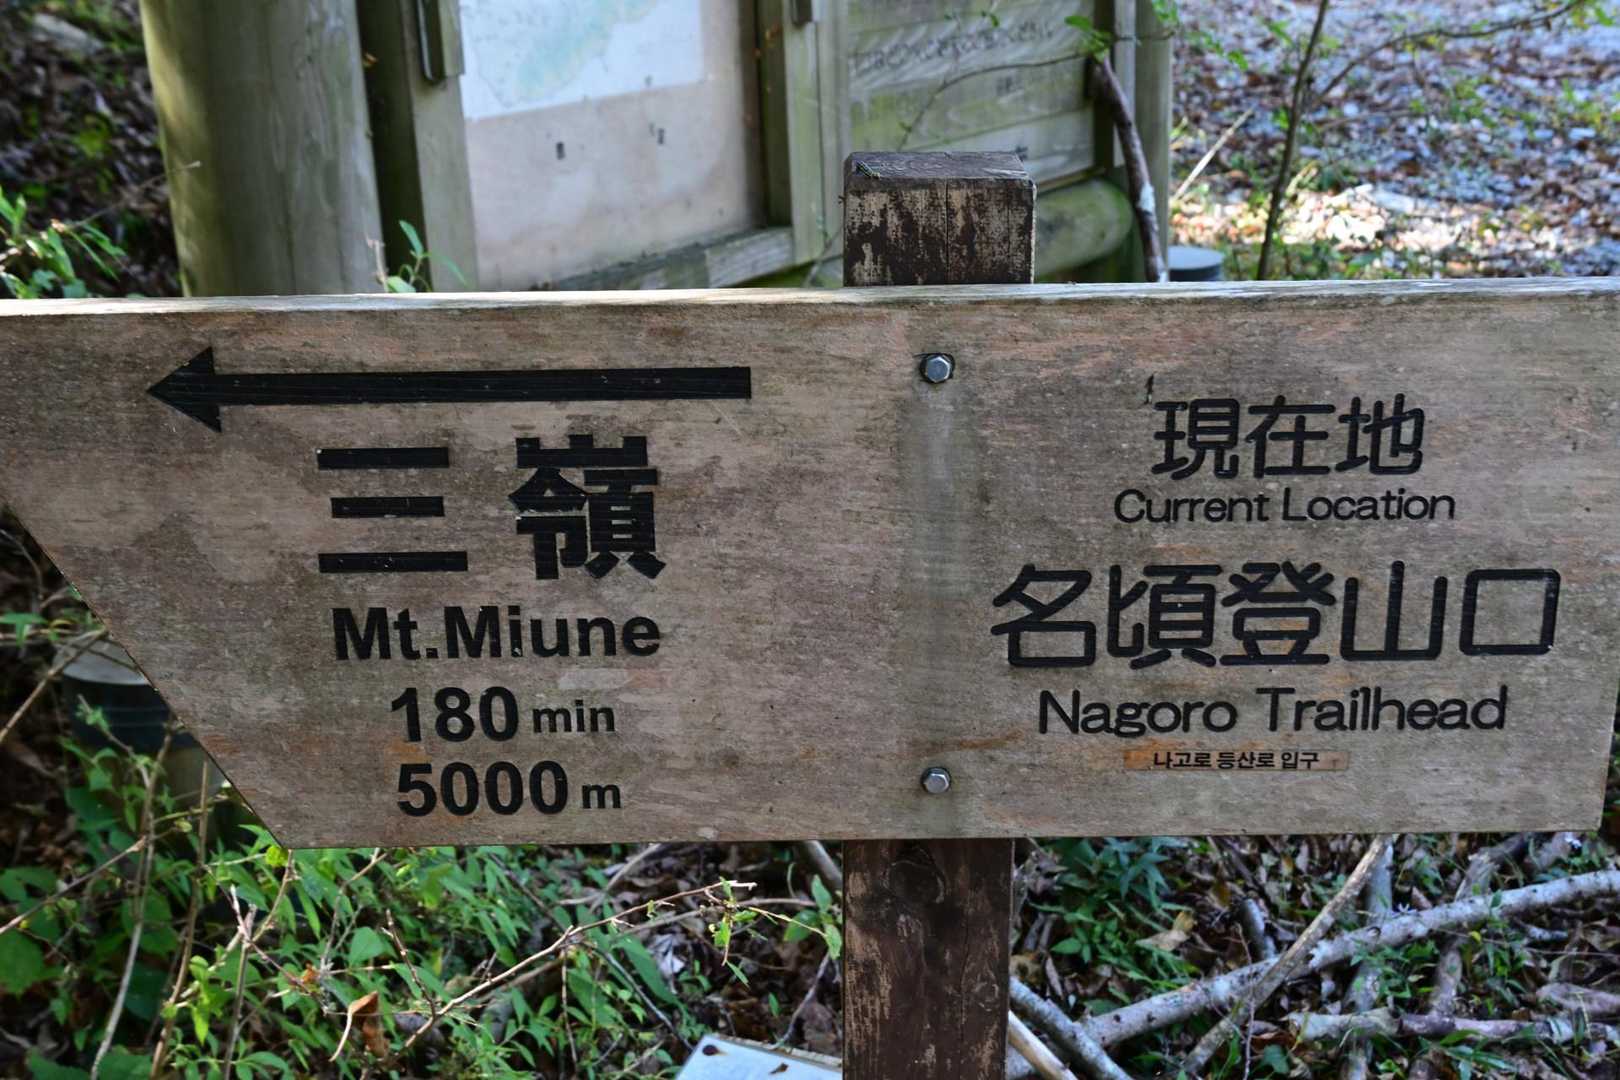 三嶺
Mt.Miune
180 min
5000 m
現在地
Current Location
名頃登山口
Nagoro Trailhead
나고로 등산로 입구